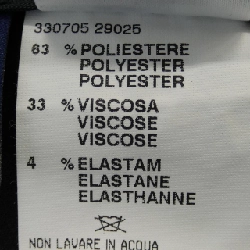 330705 29025
63 % POLIESTERE
POLYESTER
POLYESTER
33 % VISCOSA
VISCOSE
VISCOSE
4 % ELASTAM
ELASTANE
ELASTHANNE
NON LAVARE IN ACQUA